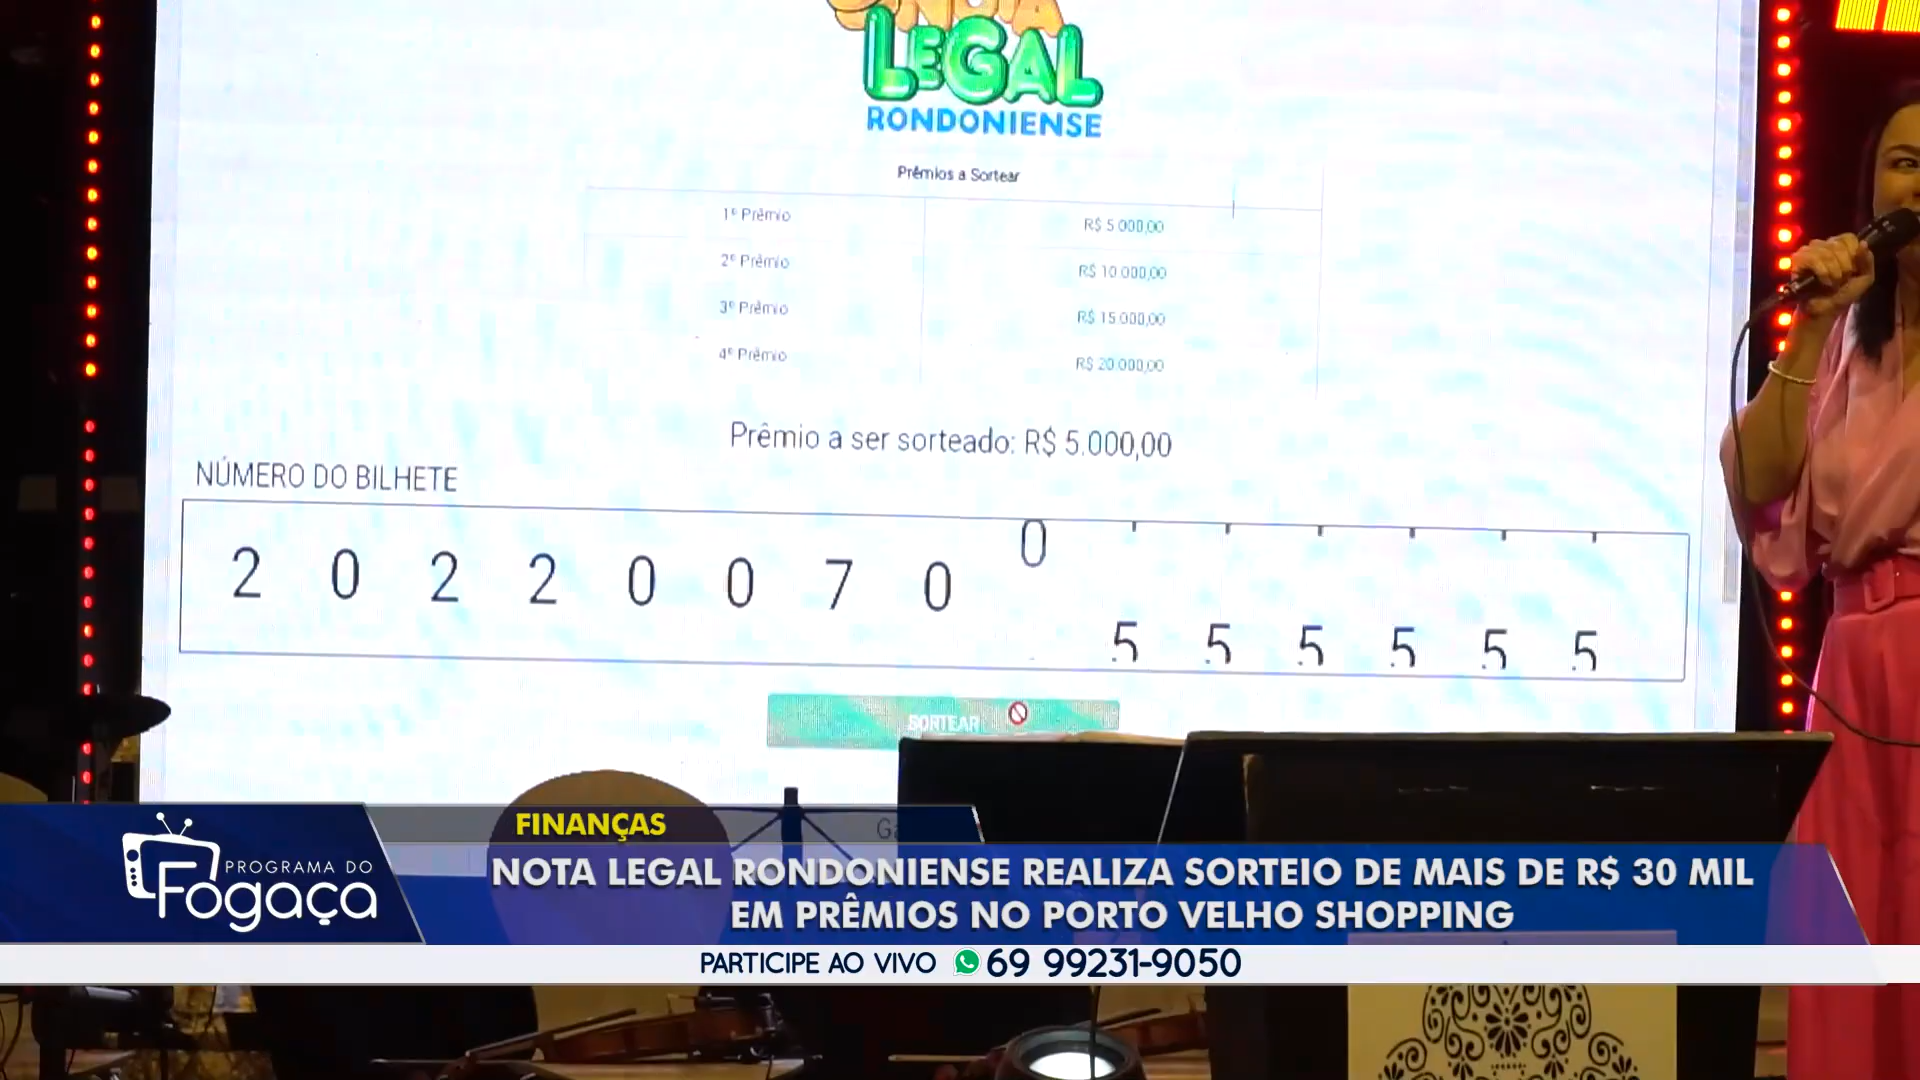 NOTA
LEGAL
RONDONIENSE
Prêmios a Sortear
1º Prêmio R$ 5.000,00
2º Prêmio R$ 10.000,00
3º Prêmio R$ 15.000,00
4º Prêmio R$ 20.000,00
Prêmio a ser sorteado: R$ 5.000,00
NÚMERO DO BILHETE
2 0 2 2 0 0 7 0 0 5 5 5 5 5 5
SORTEAR
FINANÇAS
PROGRAMA DO
Fogaça
NOTA LEGAL RONDONIENSE REALIZA SORTEIO DE MAIS DE R$ 30 MIL
EM PRÊMIOS NO PORTO VELHO SHOPPING
PARTICIPE AO VIVO 69 99231-9050